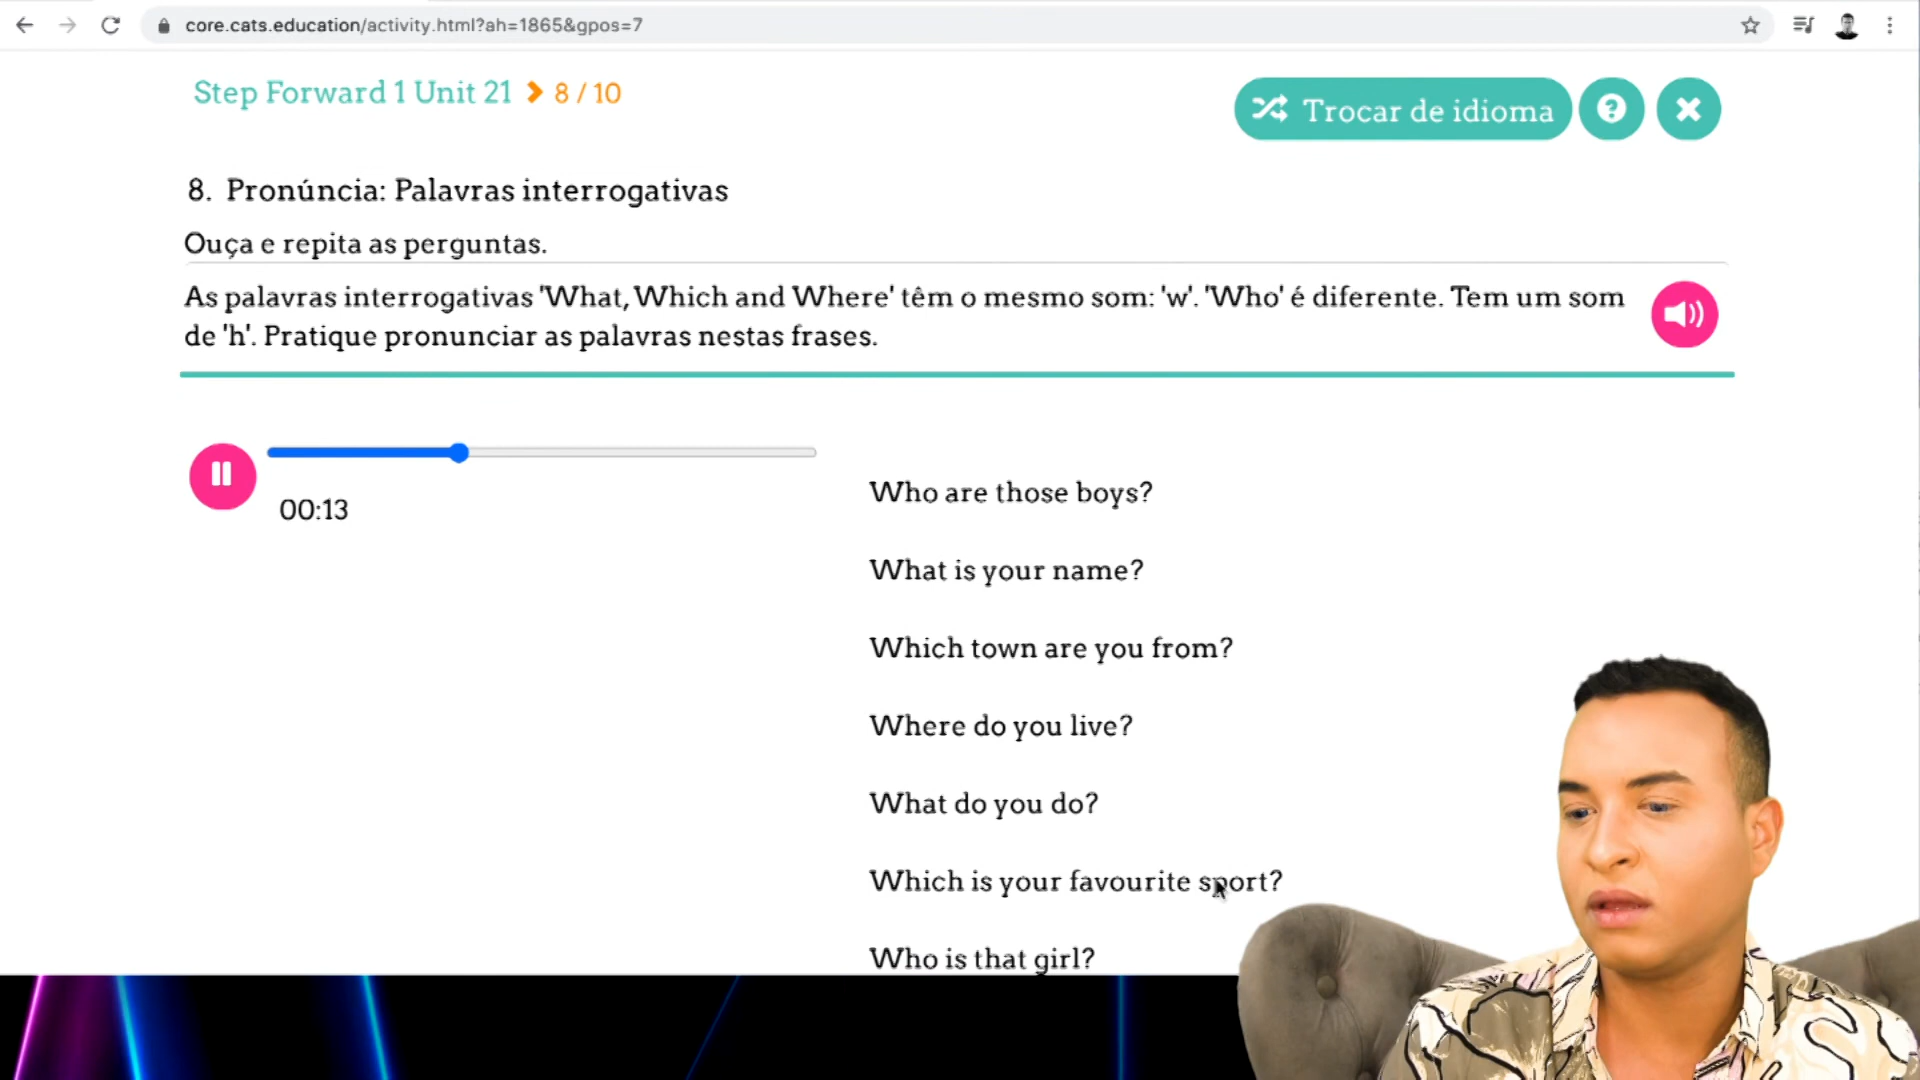 core.cats.education/activity.html?ah=1865&gpos=7
Step Forward 1 Unit 21 > 8 / 10
Trocar de idioma
8. Pronúncia: Palavras interrogativas
Ouça e repita as perguntas.
As palavras interrogativas 'What, Which and Where' têm o mesmo som: 'w'. 'Who' é diferente. Tem um som
de 'h'. Pratique pronunciar as palavras nestas frases.
00:13
Who are those boys?
What is your name?
Which town are you from?
Where do you live?
What do you do?
Which is your favourite sport?
Who is that girl?